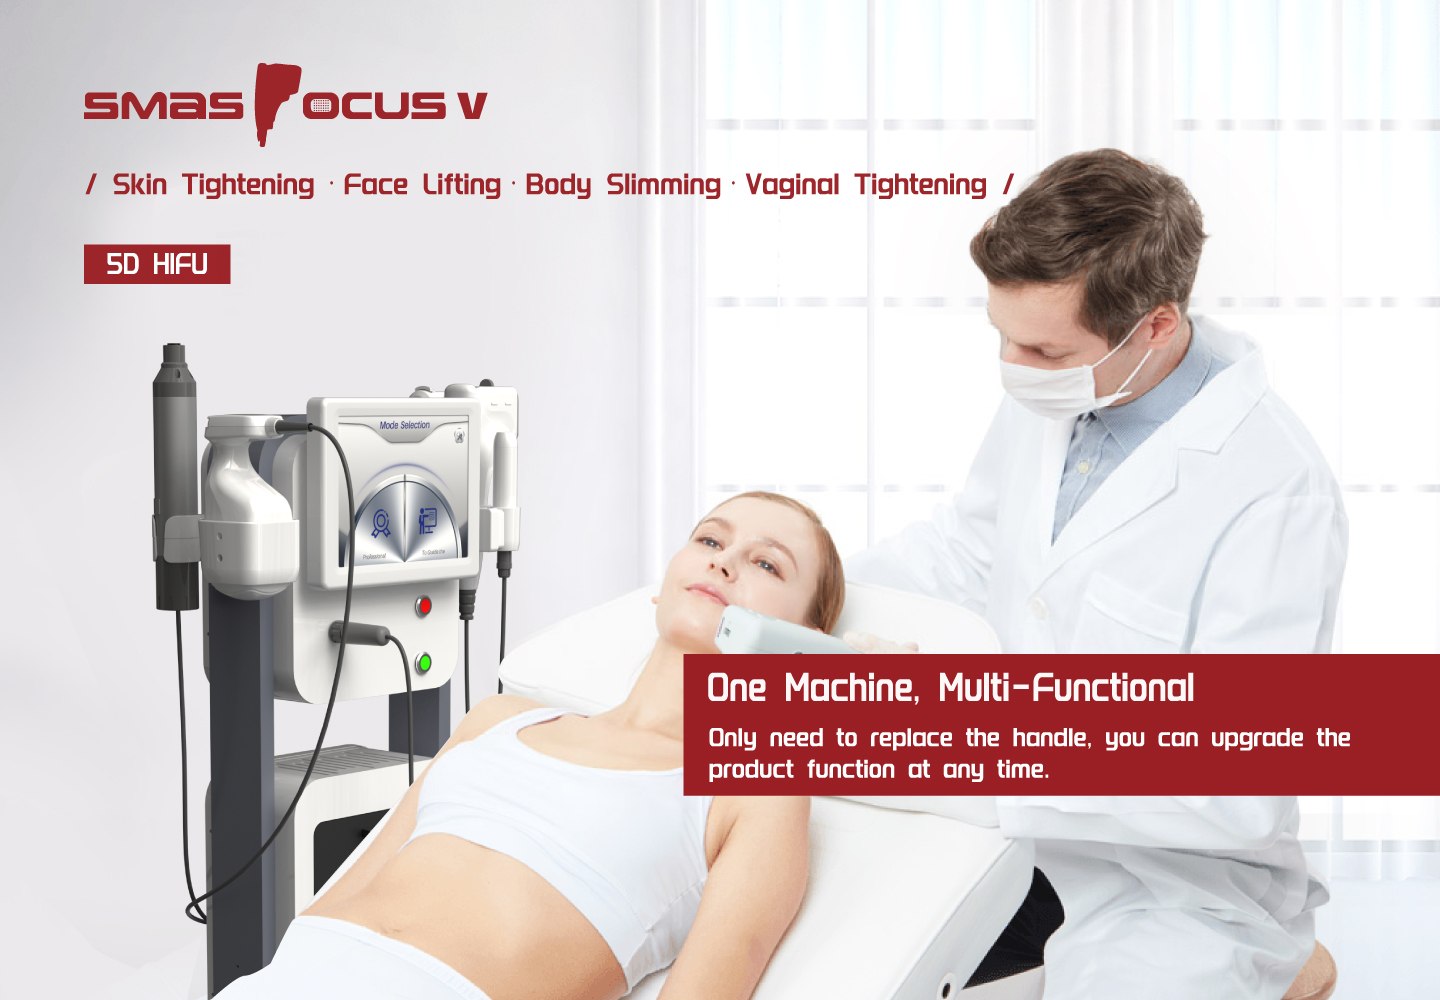 SMAS FOCUS V
/ Skin Tightening · Face Lifting · Body Slimming · Vaginal Tightening /
5D HIFU
Mode Selection
Professional
One Machine, Multi-Functional
Only need to replace the handle, you can upgrade the
product function at any time.